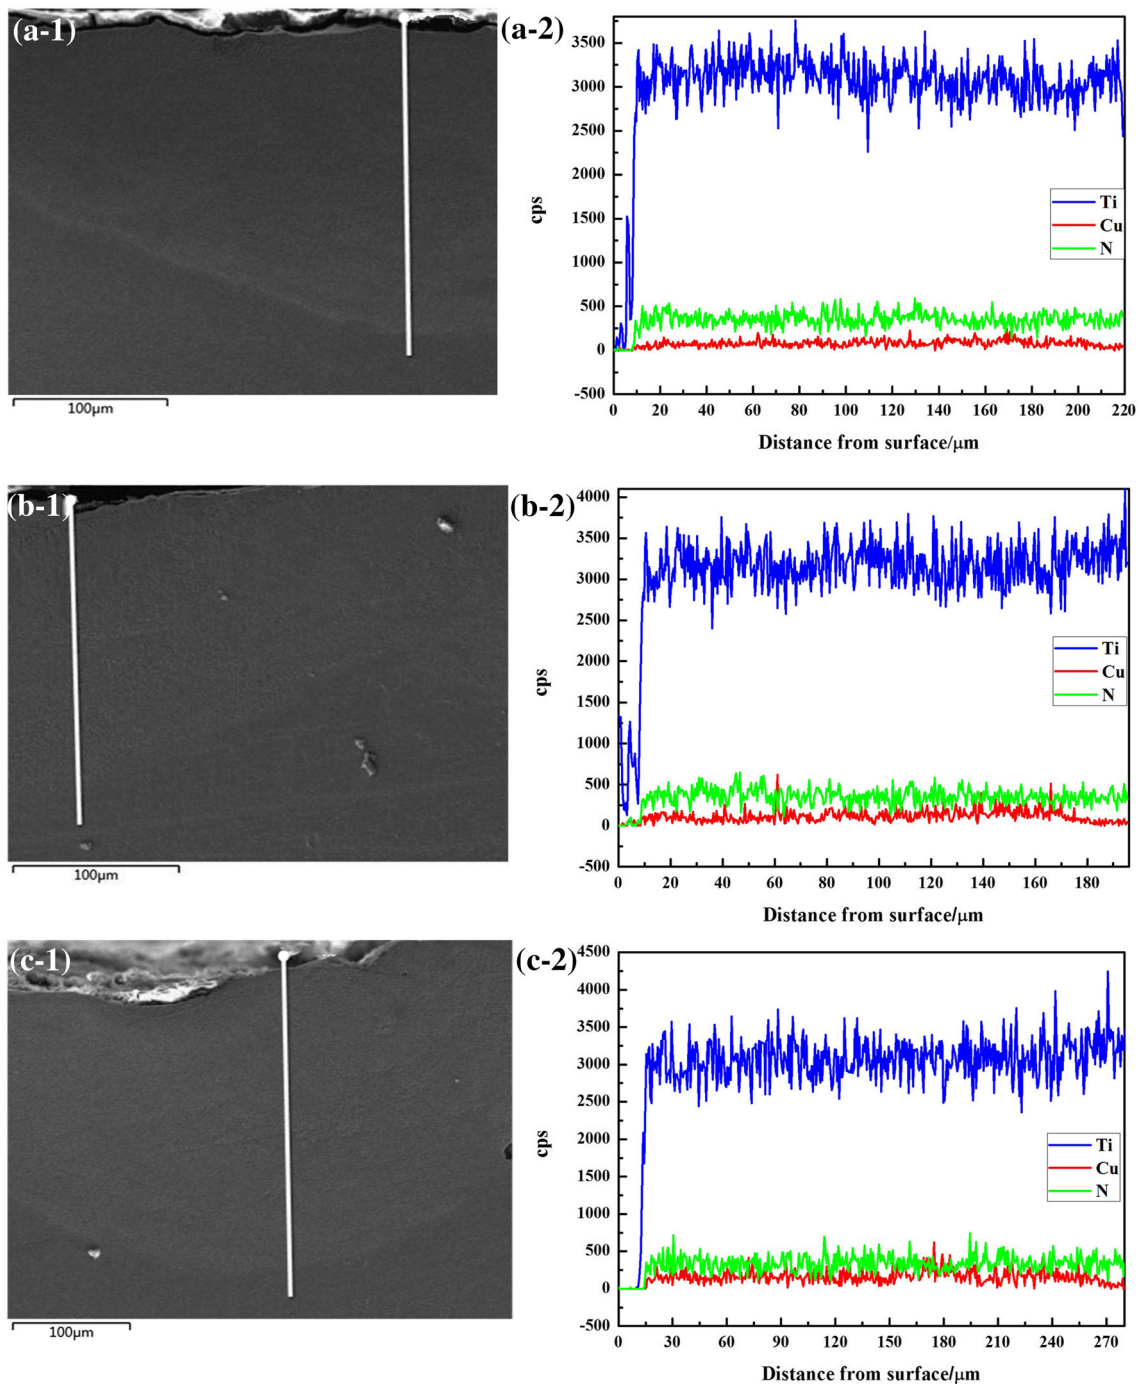 (a-1)
100μm
(a-2)
3500
3000
2500
2000
1500
1000
500
0
-500
cps
Ti
Cu
N
0 20 40 60 80 100 120 140 160 180 200 220
Distance from surface/μm
(b-1)
100μm
(b-2)
4000
3500
3000
2500
2000
1500
1000
500
0
-500
cps
Ti
Cu
N
0 20 40 60 80 100 120 140 160 180
Distance from surface/μm
(c-1)
100μm
(c-2)
4500
4000
3500
3000
2500
2000
1500
1000
500
0
-500
cps
Ti
Cu
N
0 30 60 90 120 150 180 210 240 270
Distance from surface/μm